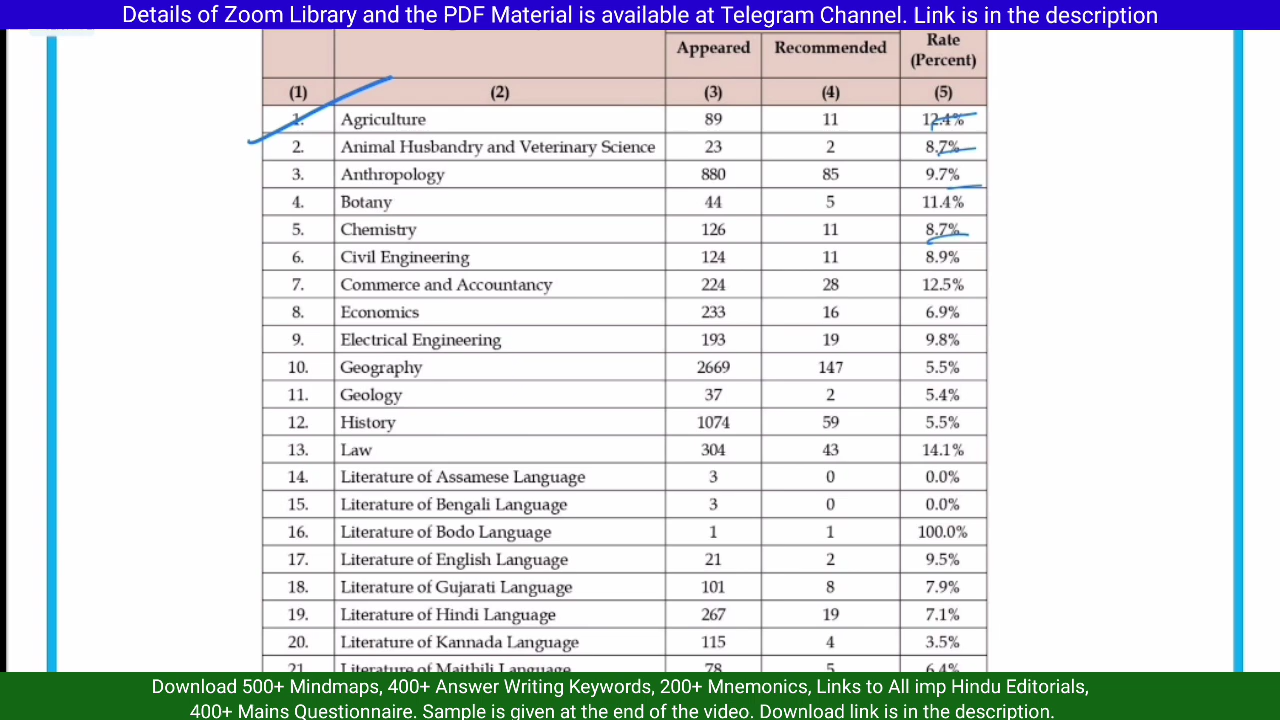 Details of Zoom Library and the PDF Material is available at Telegram Channel. Link is in the description
Appeared Recommended Rate (Percent)
(1) (2) (3) (4) (5)
1. Agriculture 89 11 12.4%
2. Animal Husbandry and Veterinary Science 23 2 8.7%
3. Anthropology 880 85 9.7%
4. Botany 44 5 11.4%
5. Chemistry 126 11 8.7%
6. Civil Engineering 124 11 8.9%
7. Commerce and Accountancy 224 28 12.5%
8. Economics 233 16 6.9%
9. Electrical Engineering 193 19 9.8%
10. Geography 2669 147 5.5%
11. Geology 37 2 5.4%
12. History 1074 59 5.5%
13. Law 304 43 14.1%
14. Literature of Assamese Language 3 0 0.0%
15. Literature of Bengali Language 3 0 0.0%
16. Literature of Bodo Language 1 1 100.0%
17. Literature of English Language 21 2 9.5%
18. Literature of Gujarati Language 101 8 7.9%
19. Literature of Hindi Language 267 19 7.1%
20. Literature of Kannada Language 115 4 3.5%
21. Literature of Maithili Language 78 5 6.4%
Download 500+ Mindmaps, 400+ Answer Writing Keywords, 200+ Mnemonics, Links to All imp Hindu Editorials,
400+ Mains Questionnaire. Sample is given at the end of the video. Download link is in the description.